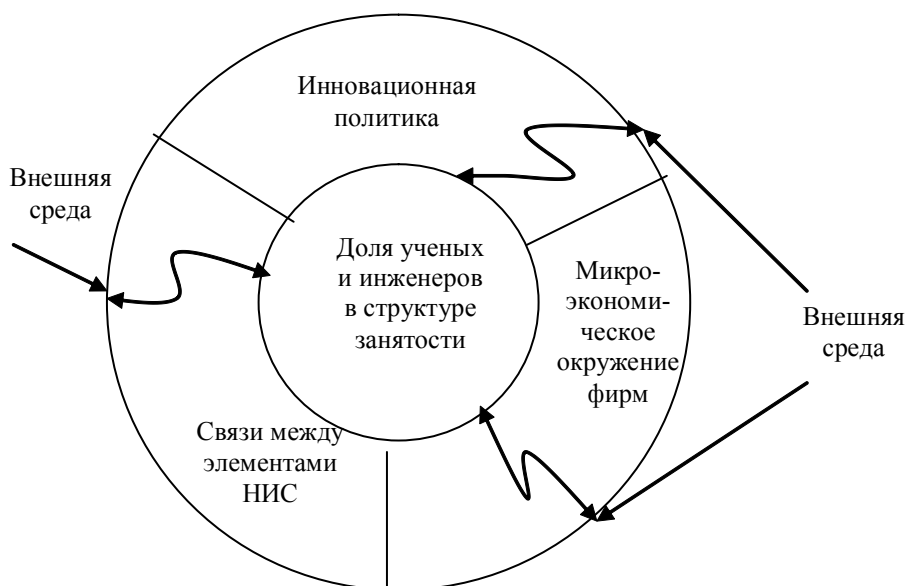 Инновационная
политика
Внешняя
среда
Доля ученых
и инженеров
в структуре
занятости
Микро-
экономи-
ческое
окружение
фирм
Внешняя
среда
Связи между
элементами
НИС